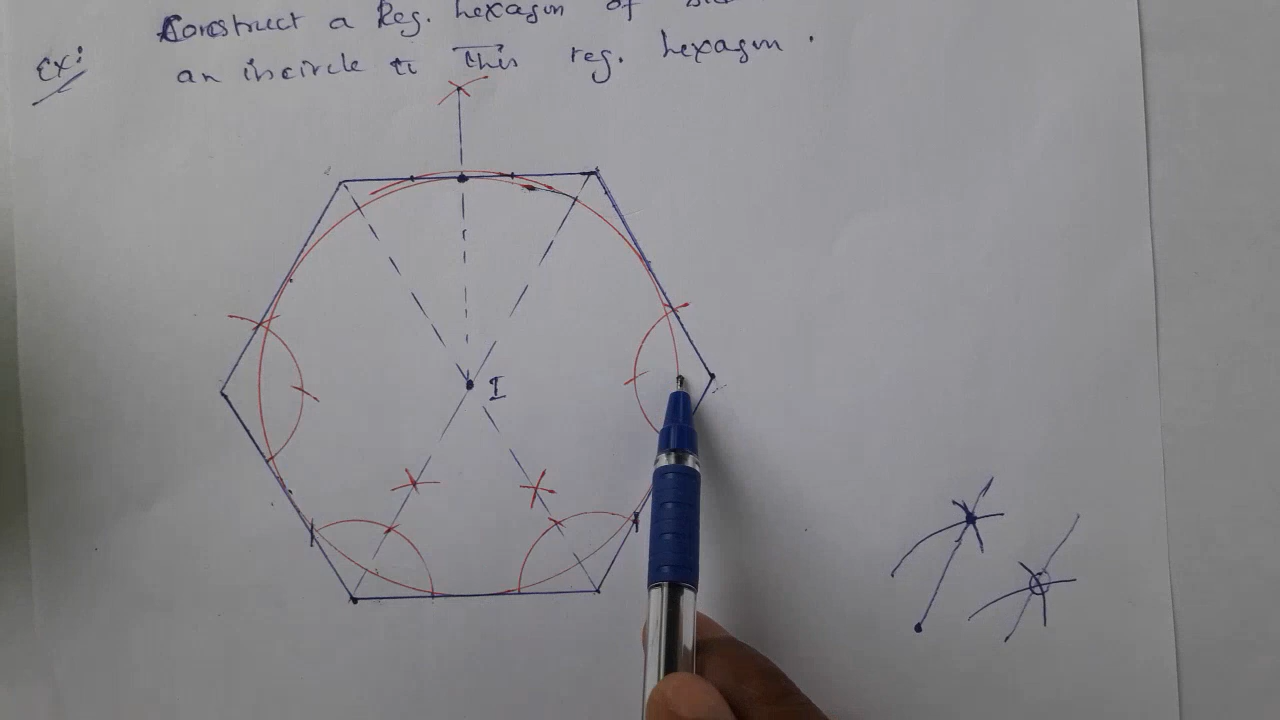 Construct a Reg. hexagon of
Ex: an incircle to This reg. hexagon.
I